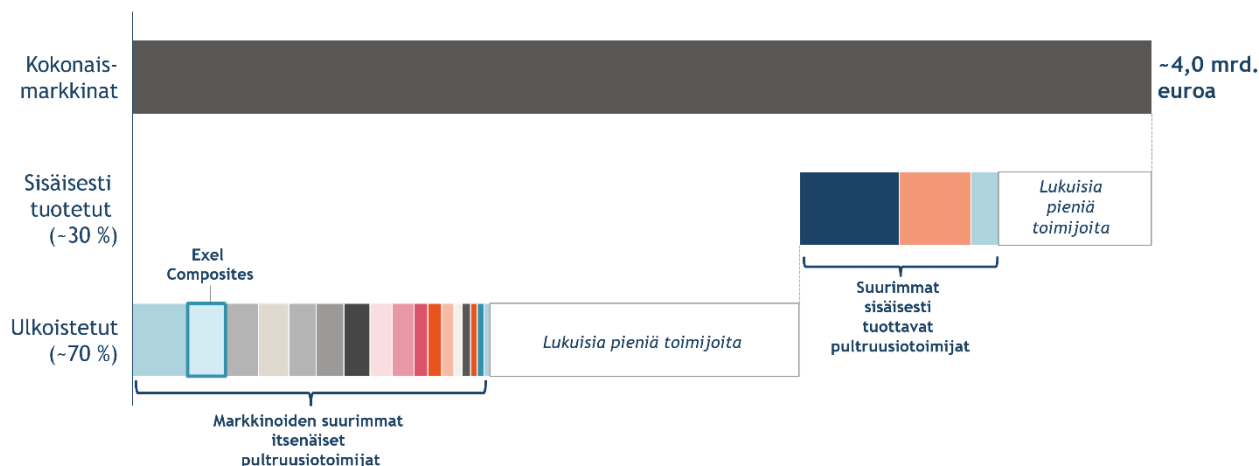 Kokonais-
markkinat
~4,0 mrd.
euroa
Sisäisesti
tuotetut
(~30 %)
Lukuisia
pieniä
toimijoita
Suurimmat
sisäisesti
tuottavat
pultruusiotoimijat
Exel
Composites
Ulkoistetut
(~70 %)
Lukuisia pieniä toimijoita
Markkinoiden suurimmat
itsenäiset
pultruusiotoimijat